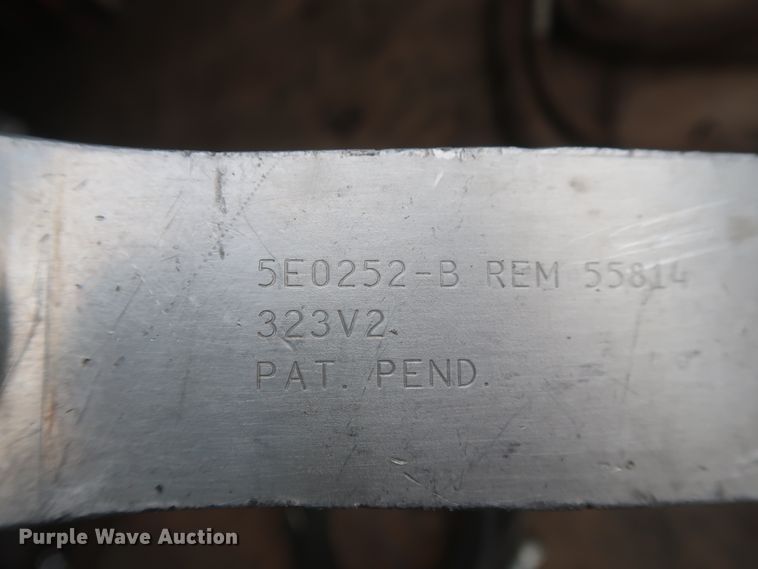 5E0252-B REM 55814
323V2
PAT. PEND.
Purple Wave Auction